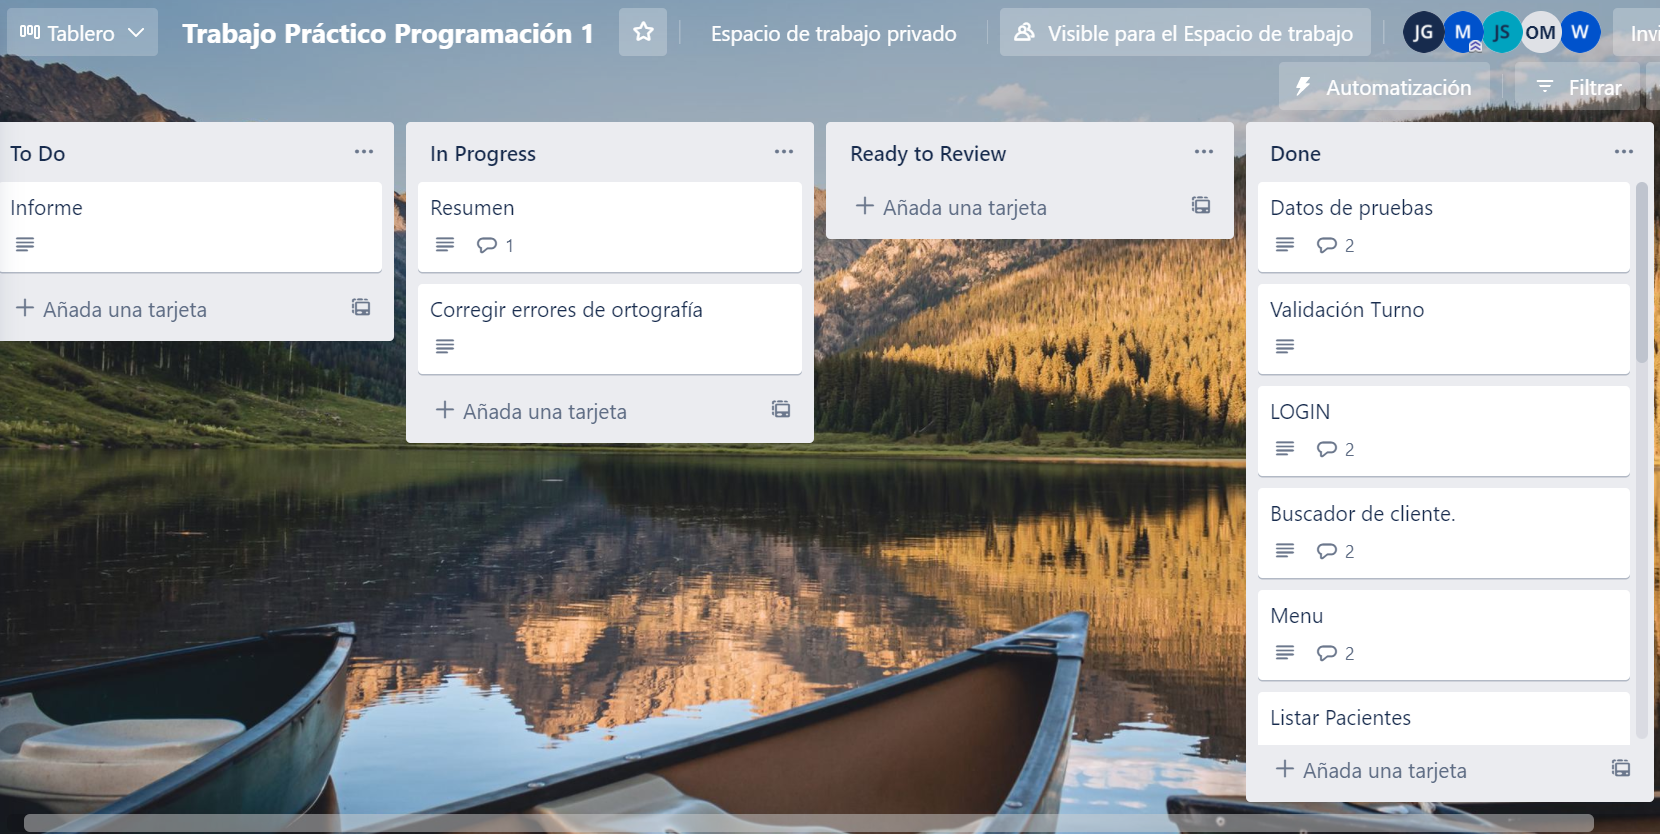 Tablero
Trabajo Práctico Programación 1
Espacio de trabajo privado
Visible para el Espacio de trabajo
JG
M
JS
OM
W
Invi
Automatización
Filtrar
To Do
Informe
Añada una tarjeta
In Progress
Resumen
1
Corregir errores de ortografía
Añada una tarjeta
Ready to Review
Añada una tarjeta
Done
Datos de pruebas
2
Validación Turno
LOGIN
2
Buscador de cliente.
2
Menu
2
Listar Pacientes
Añada una tarjeta